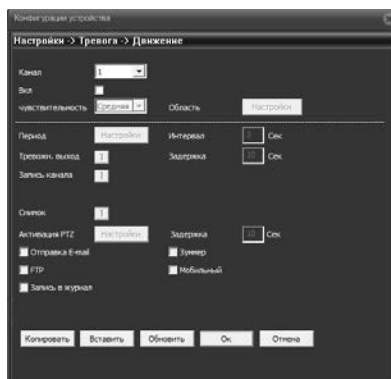 Конфигурации устройства
Настройки -> Тревога -> Движение
Канал 1
Вкл
чувствительность Средняя Область Настройки
Период Настройки Интервал Сек
Тревожн. выход 1 Задержка 10 Сек
Запись канала 1
Снимок 1
Активация PTZ Настройки Задержка 10 Сек
Отправка E-mail Зуммер
FTP Мобильный
Запись в журнал
Копировать Вставить Обновить Ок Отмена